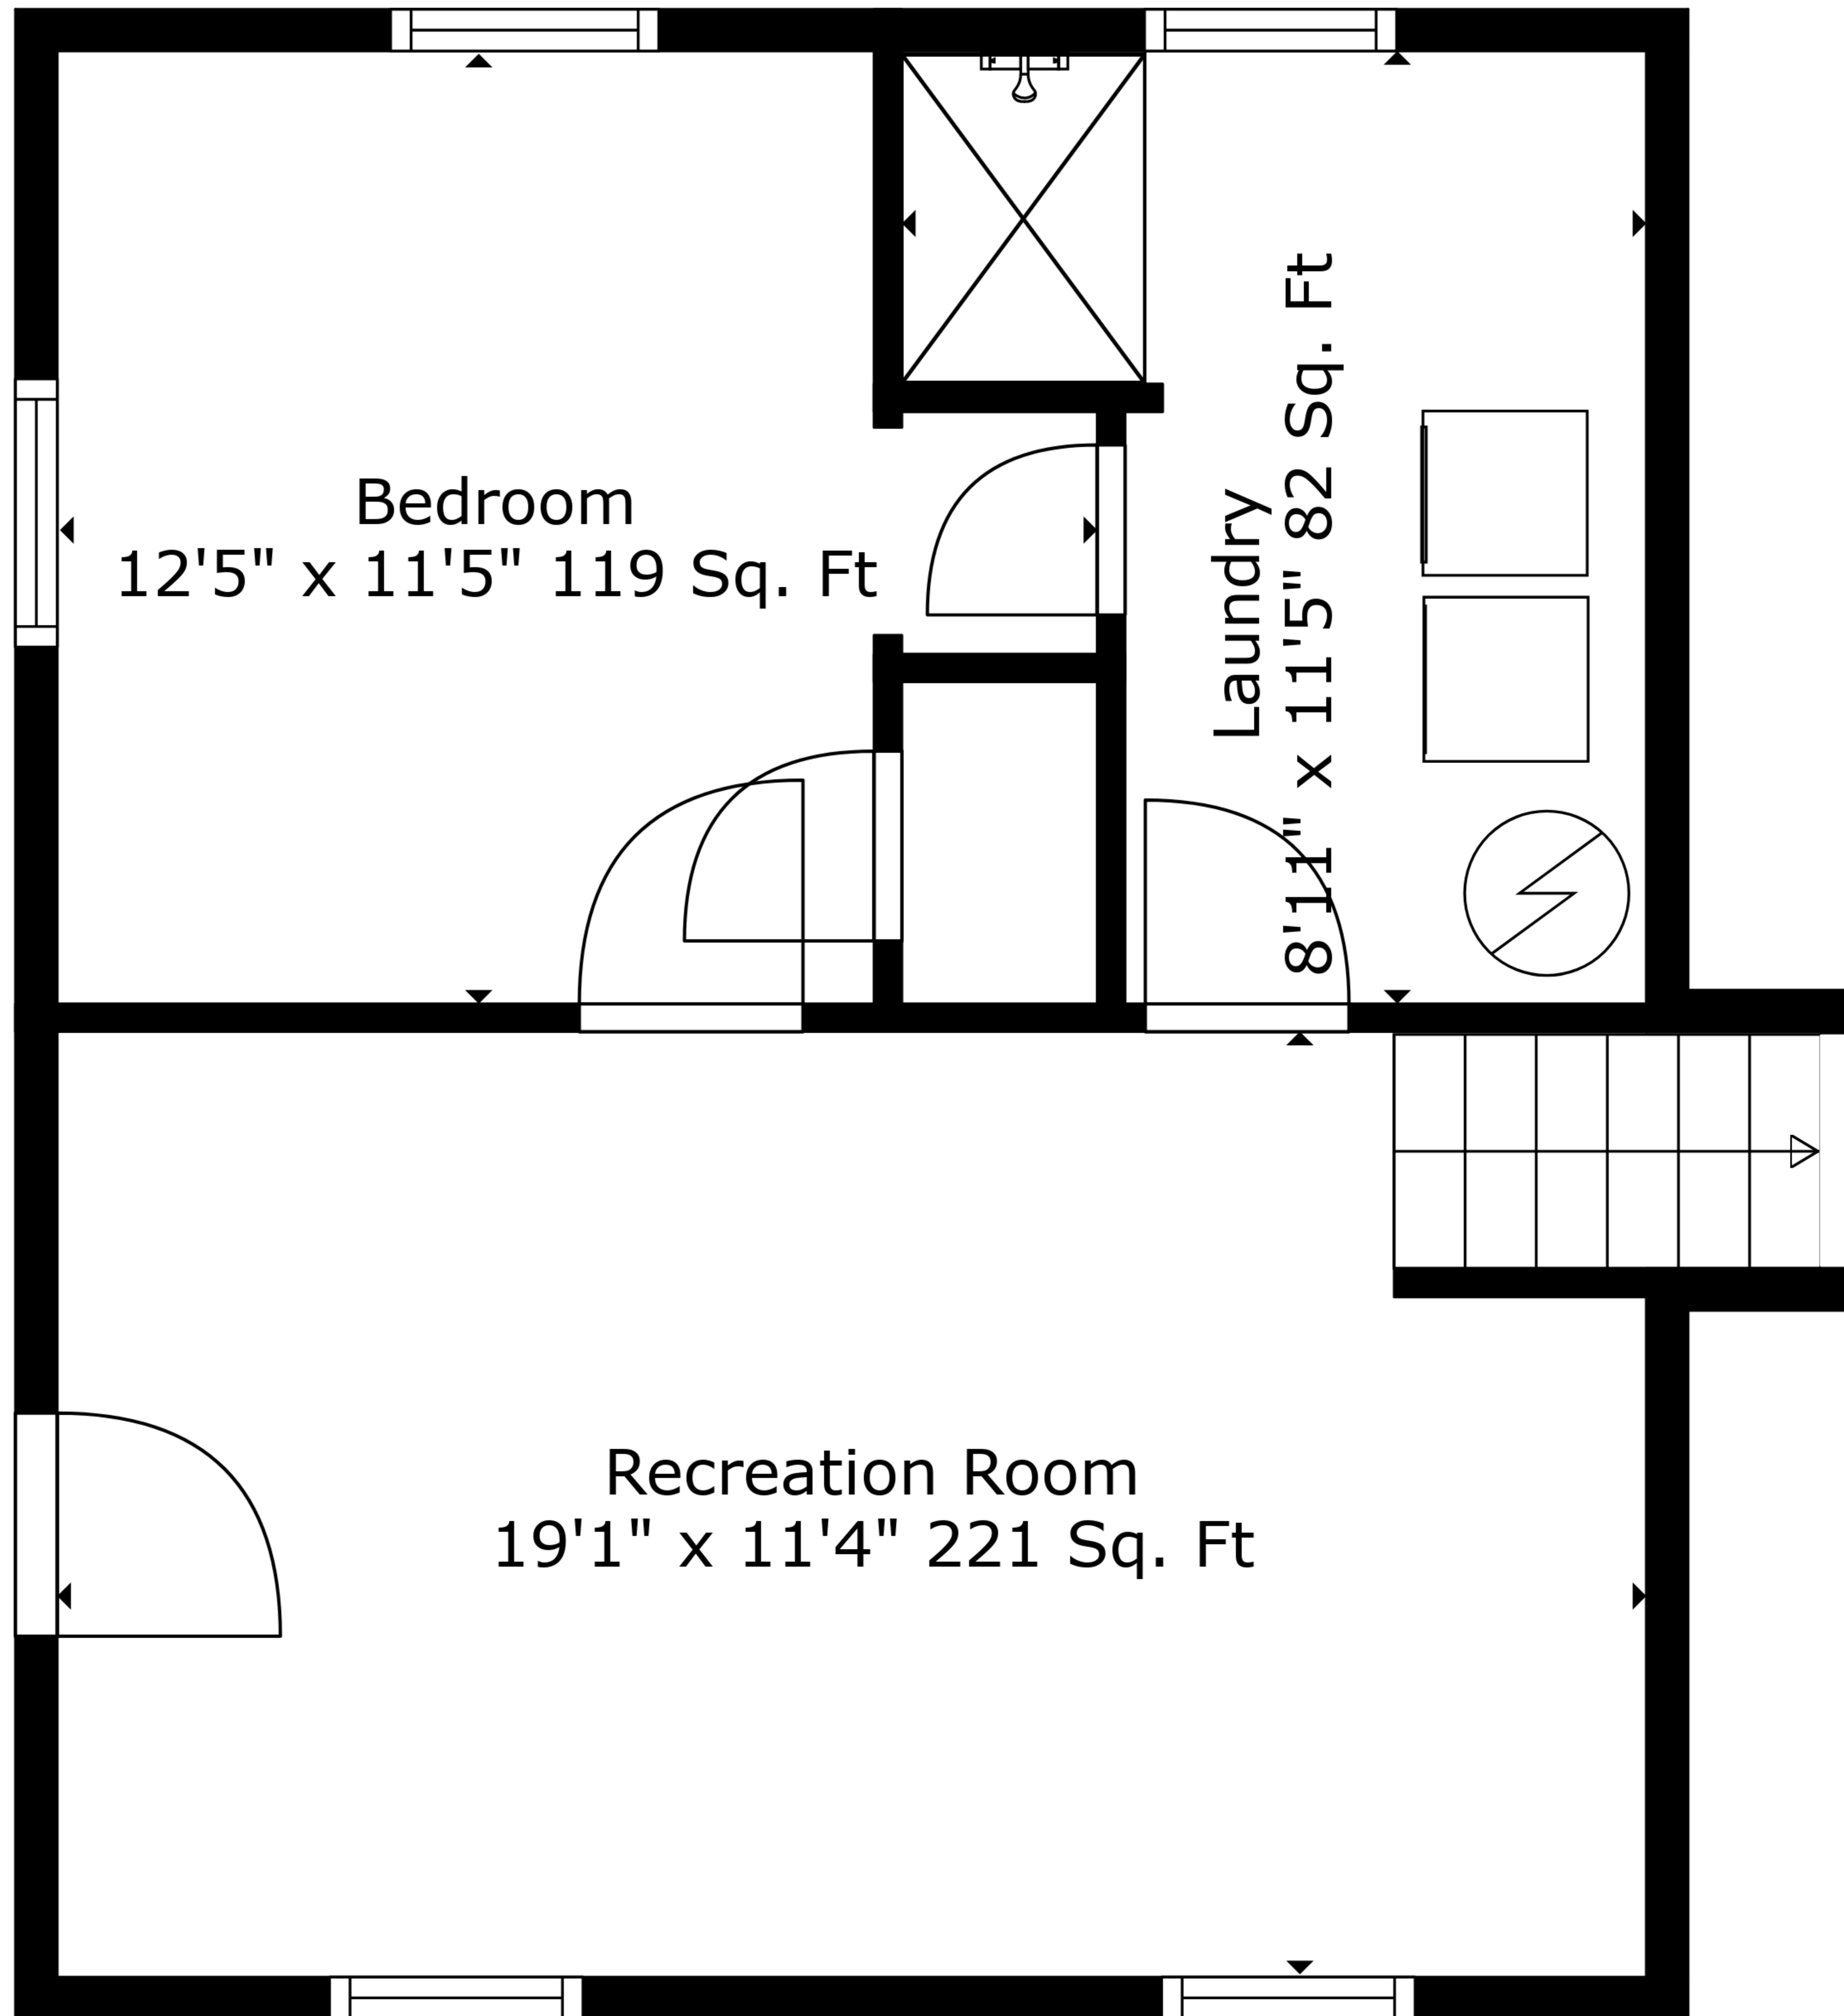 Bedroom
12'5" x 11'5" 119 Sq. Ft
Laundry
8'11" x 11'5" 82 Sq. Ft
Recreation Room
19'1" x 11'4" 221 Sq. Ft